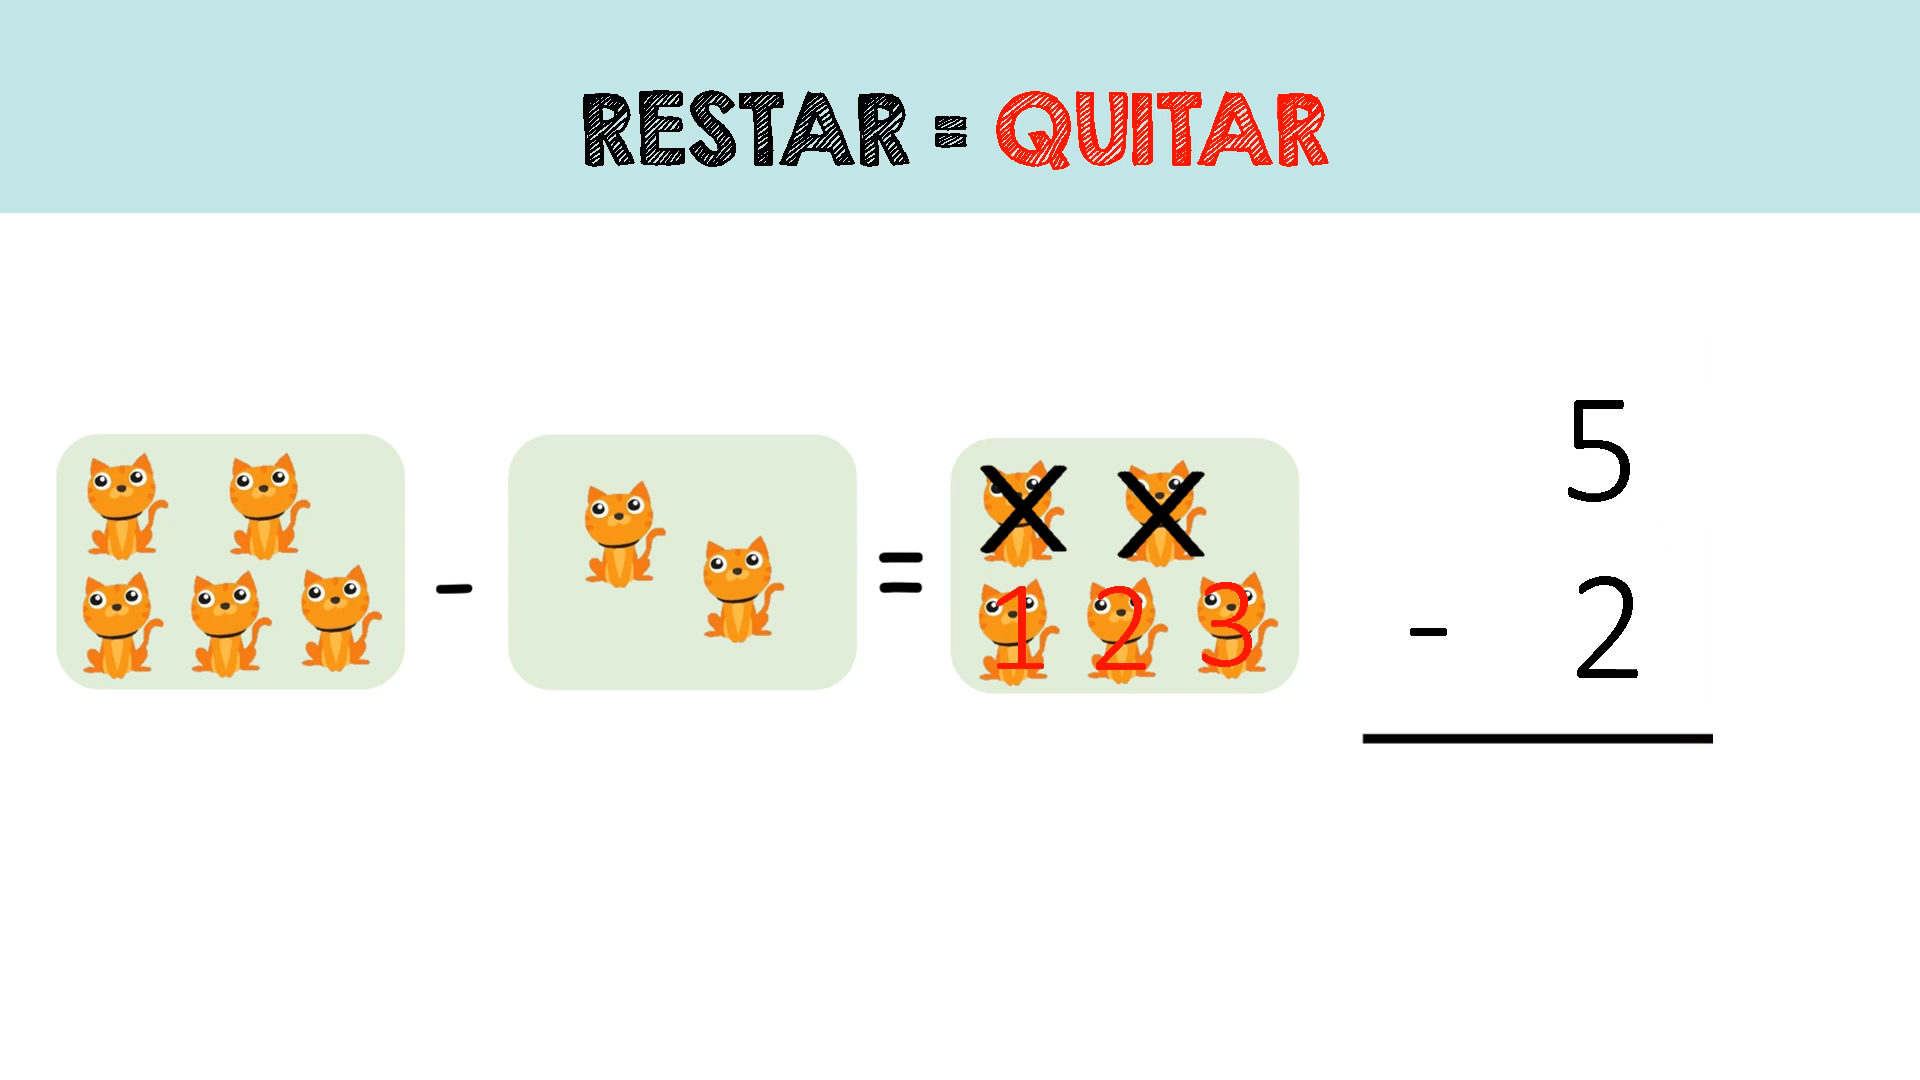 RESTAR = QUITAR
- =
1 2 3
5
- 2